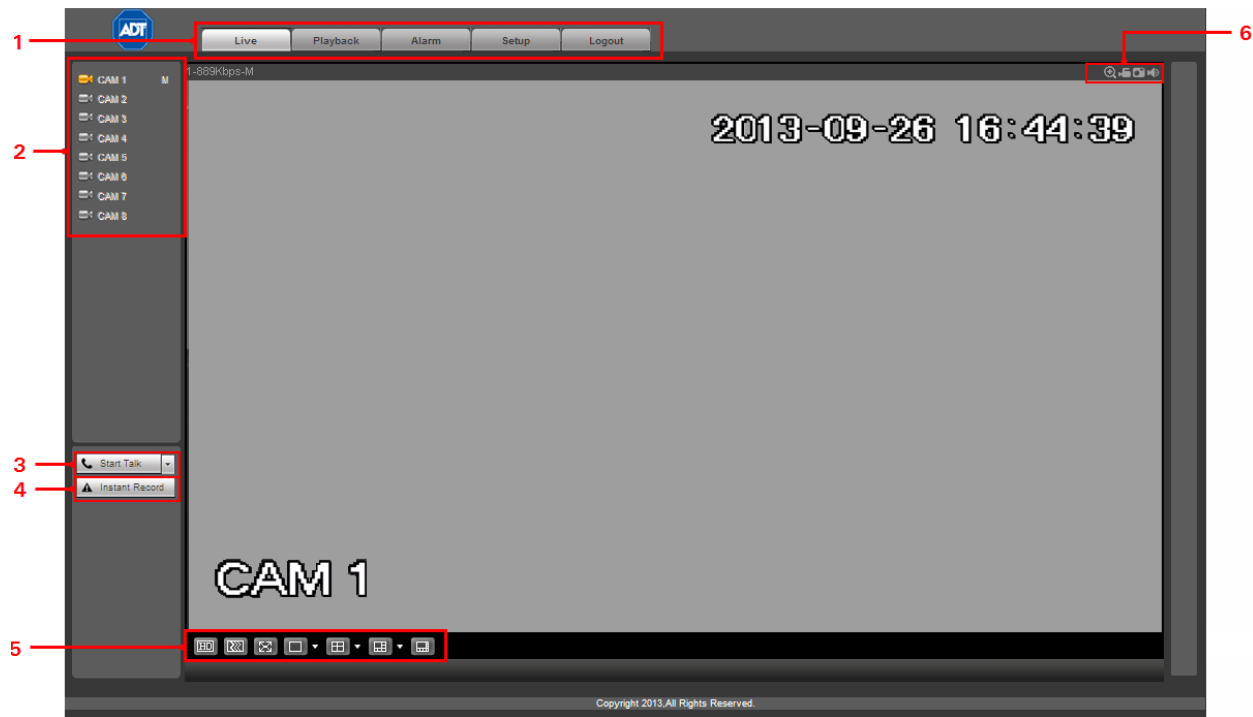 ADT
1
Live Playback Alarm Setup Logout
6
1-889Kbps-M
2
CAM 1 M
CAM 2
CAM 3
CAM 4
CAM 5
CAM 6
CAM 7
CAM 8
2013-09-26 16:44:39
3
Start Talk
4
Instant Record
CAM 1
5
HD
Copyright 2013,All Rights Reserved.